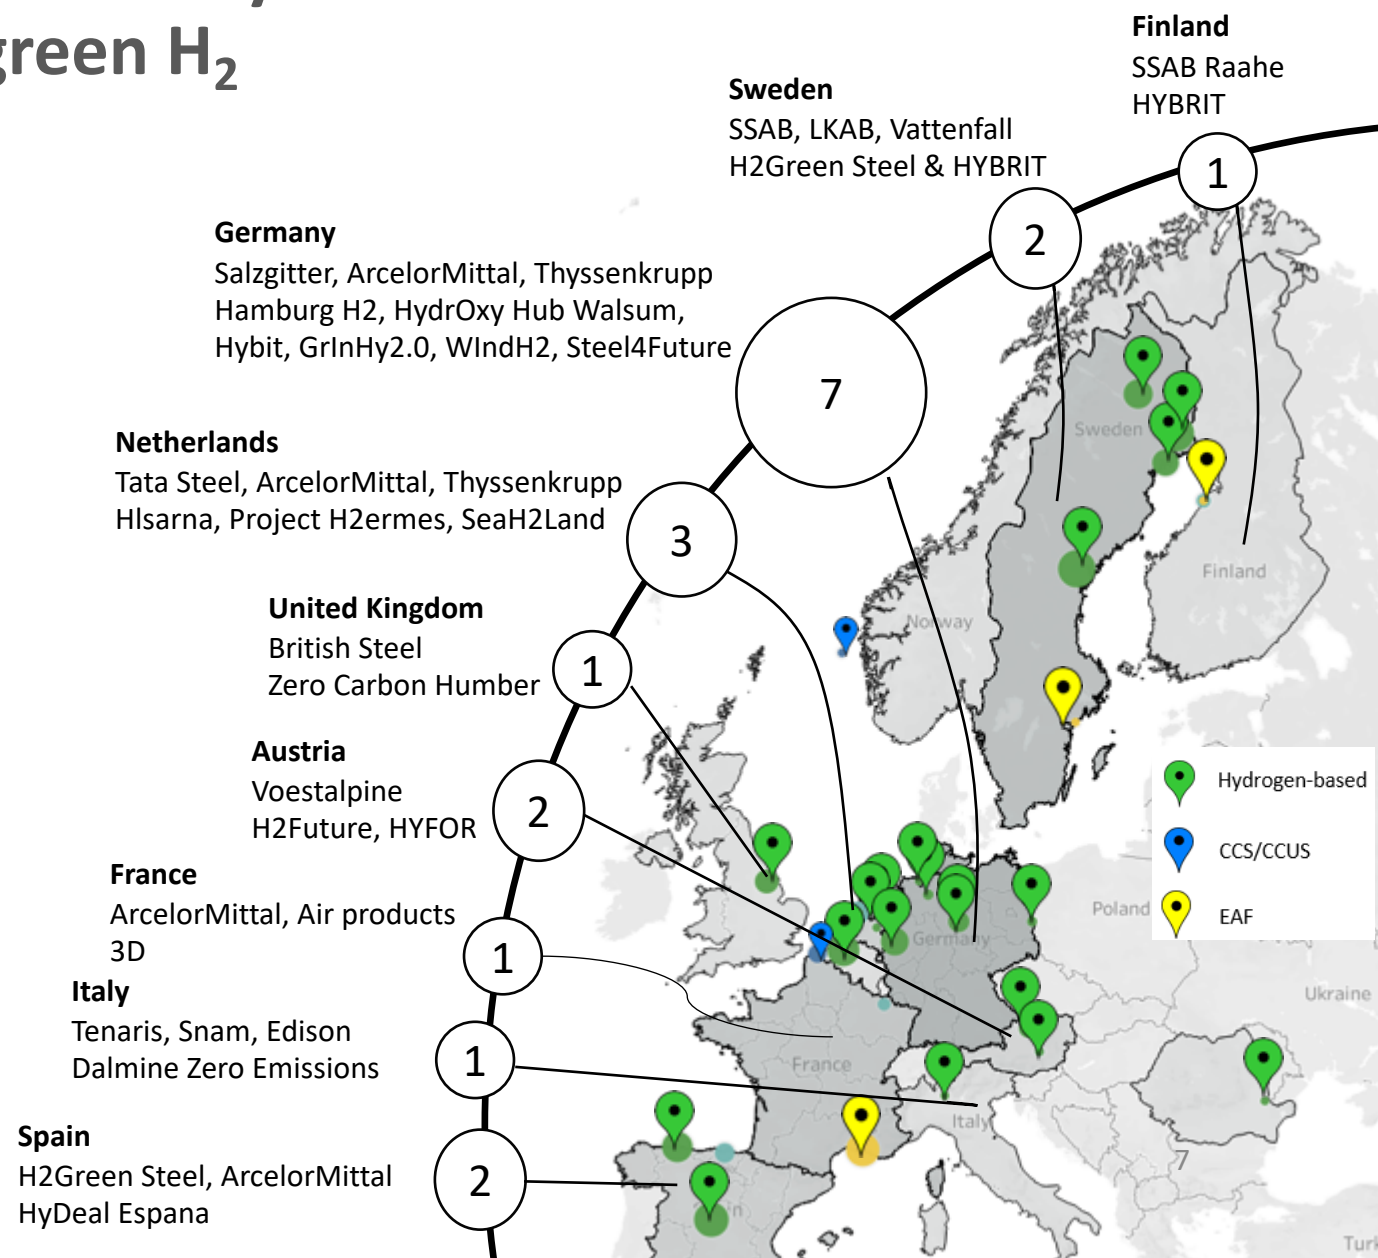 green H2
Finland
SSAB Raahe
HYBRIT
1
Sweden
SSAB, LKAB, Vattenfall
H2Green Steel & HYBRIT
2
Germany
Salzgitter, ArcelorMittal, Thyssenkrupp
Hamburg H2, HydrOxy Hub Walsum,
Hybit, GrInHy2.0, WIndH2, Steel4Future
7
Netherlands
Tata Steel, ArcelorMittal, Thyssenkrupp
HIsarna, Project H2ermes, SeaH2Land
3
United Kingdom
British Steel
Zero Carbon Humber
1
Austria
Voestalpine
H2Future, HYFOR
2
France
ArcelorMittal, Air products
3D
1
Italy
Tenaris, Snam, Edison
Dalmine Zero Emissions
1
Spain
H2Green Steel, ArcelorMittal
HyDeal Espana
2
Sweden
Finland
Norway
Hydrogen-based
CCS/CCUS
EAF
Poland
Germany
Ukraine
France
Italy
7